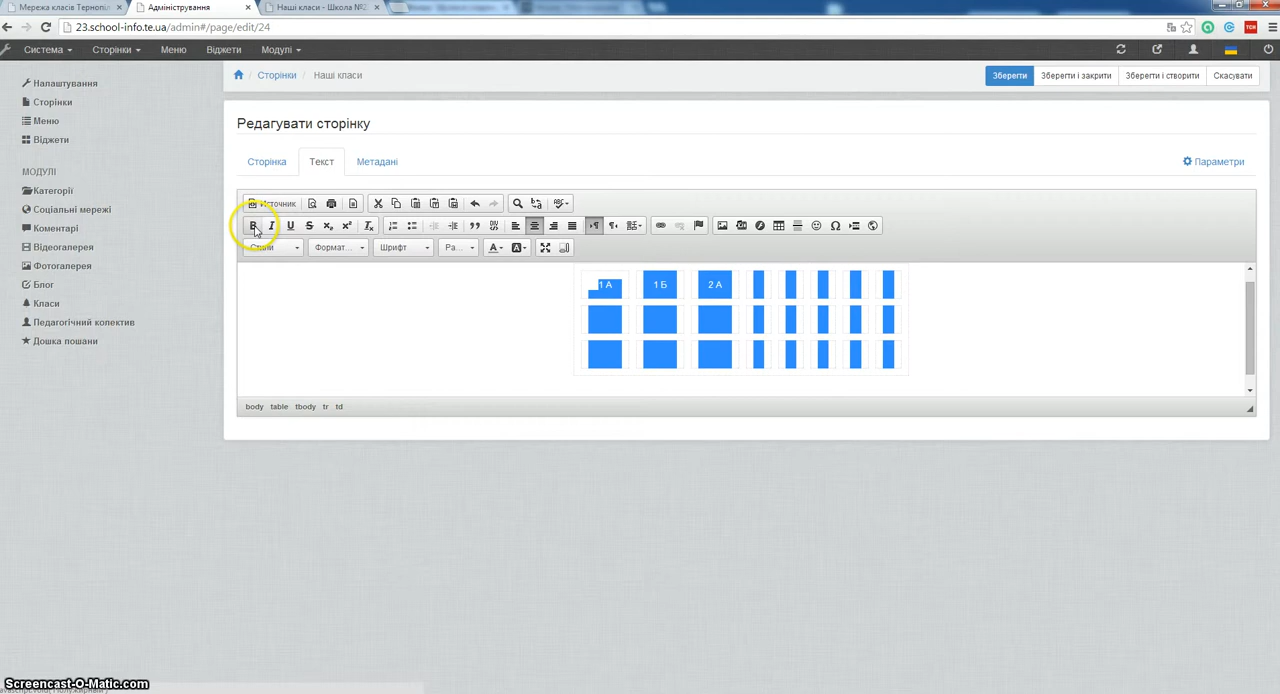 Мережа класів Тернопіл
Адміністрування
Наші класи - Школа №2
23.school-info.te.ua/admin#/page/edit/24
Система Сторінки Меню Віджети Модулі
Налаштування
Сторінки
Меню
Віджети
МОДУЛІ
Категорії
Соціальні мережі
Коментарі
Відеогалерея
Фотогалерея
Блог
Класи
Педагогічний колектив
Дошка пошани
/ Сторінки / Наші класи
Зберегти Зберегти і закрити Зберегти і створити Скасувати
Редагувати сторінку
Сторінка Текст Метадані Параметри
Источник
Стили Формат... Шрифт Ра...
1 А 1 Б 2 А
body table tbody tr td
Screencast-O-Matic.com